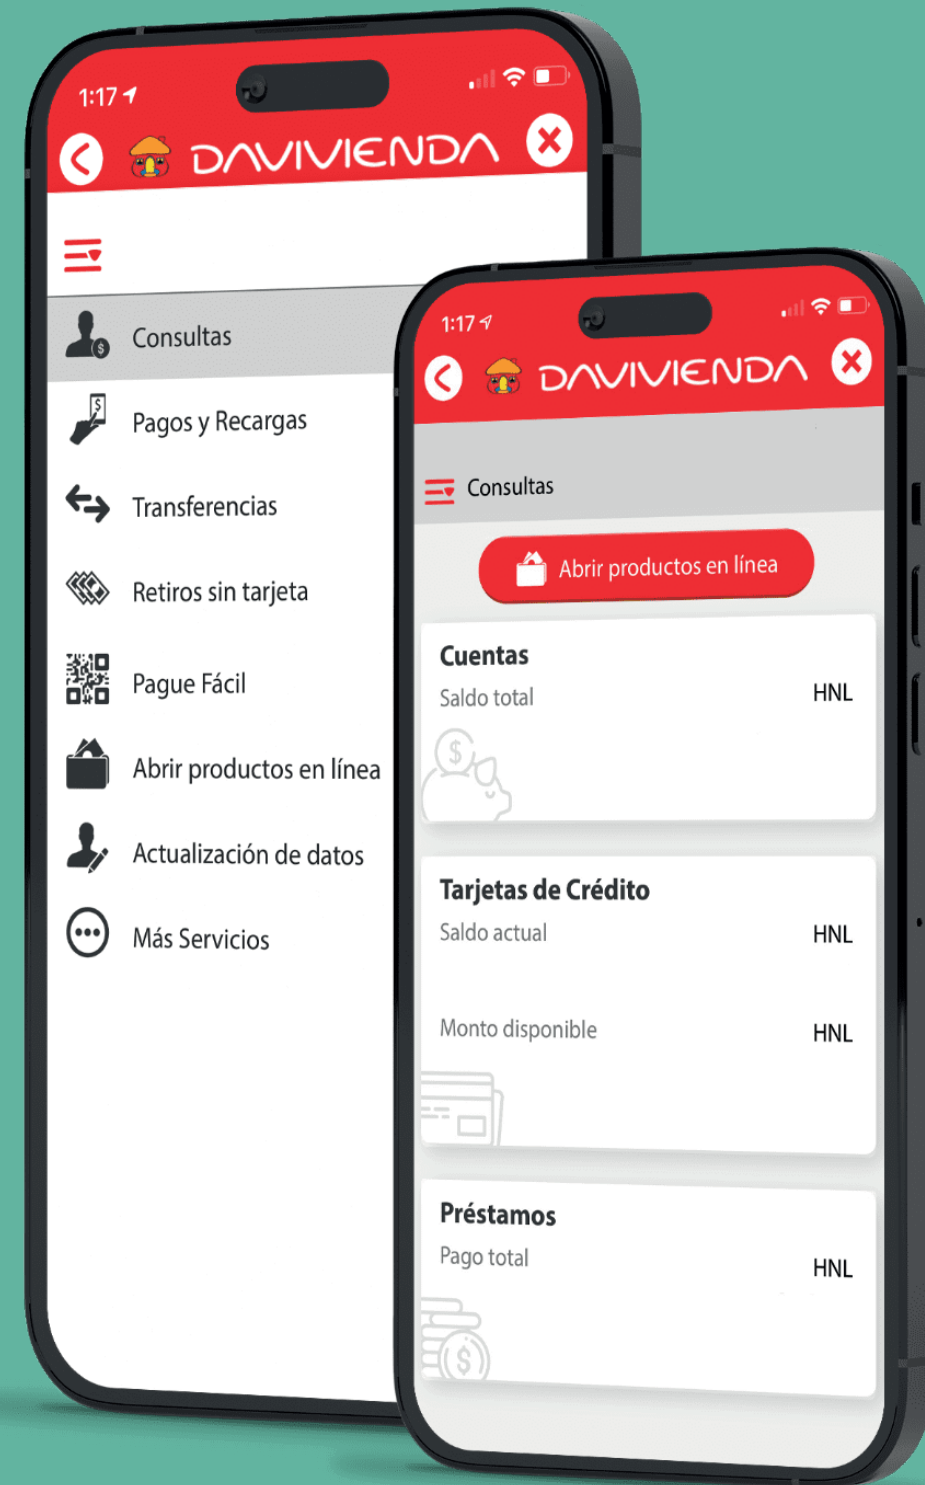 1:17
DAVIVIENDA
Consultas
Pagos y Recargas
Transferencias
Retiros sin tarjeta
Pague Fácil
Abrir productos en línea
Actualización de datos
Más Servicios
1:17
DAVIVIENDA
Consultas
Abrir productos en línea
Cuentas
Saldo total HNL
Tarjetas de Crédito
Saldo actual HNL
Monto disponible HNL
Préstamos
Pago total HNL